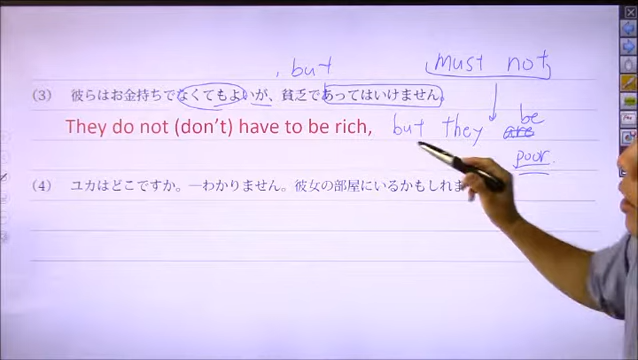 , but must not
(3) 彼らはお金持ちでなくてもよいが、貧乏であってはいけません。
They do not (don't) have to be rich, but they are be
poor.
(4) ユカはどこですか。―わかりません。彼女の部屋にいるかもしれま